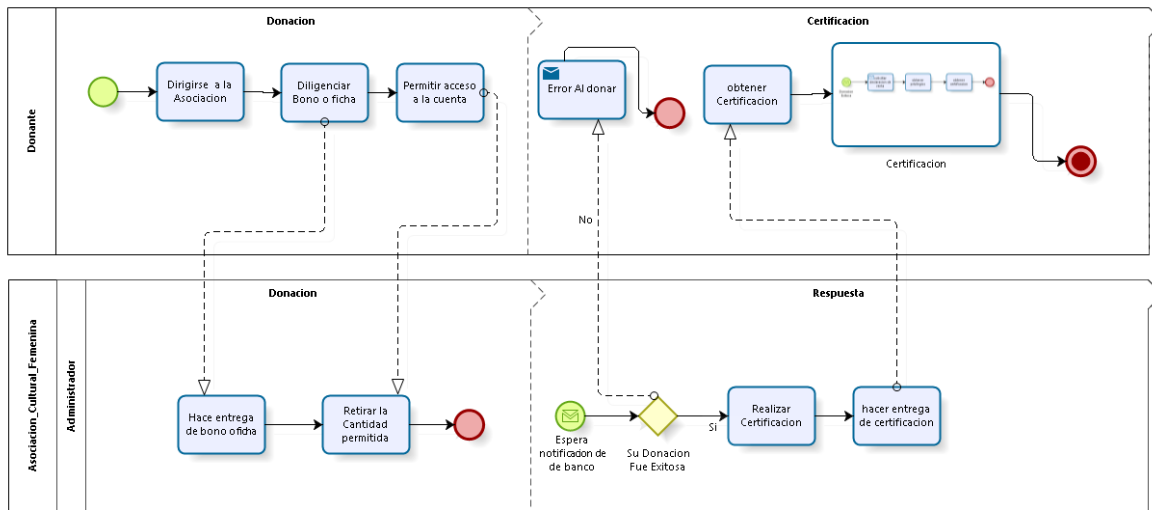 Donacion
Certificacion
Donante
Dirigirse a la
Asociacion
Diligenciar
Bono o ficha
Permitir acceso
a la cuenta
Error Al donar
obtener
Certificacion
Certificacion
No
Asociacion_Cultural_Femenina
Administrador
Donacion
Respuesta
Hace entrega
de bono oficha
Retirar la
Cantidad
permitida
Espera
notificacion de
de banco
Su Donacion
Fue Exitosa
Si
Realizar
Certificacion
hacer entrega
de certificacion